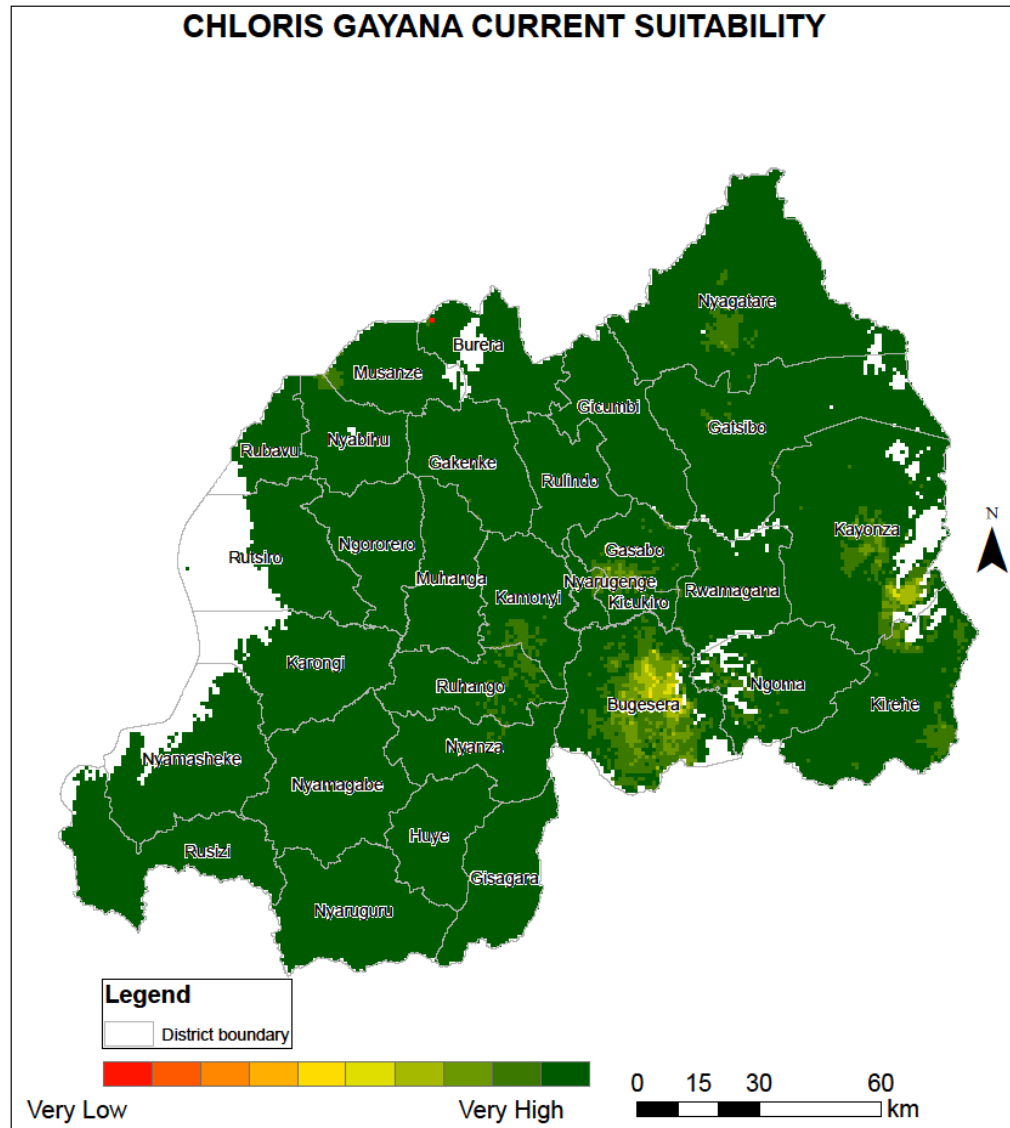 CHLORIS GAYANA CURRENT SUITABILITY
Nyagatare
Burera
Musanze
Gicumbi
Gatsibo
Nyabihu
Rubavu
Gakenke
Rulindo
Kayonza
N
Ngororero
Gasabo
Rutsiro
Muhanga
Nyarugenge
Rwamagana
Kamonyi
Kicukiro
Karongi
Ruhango
Ngoma
Bugesera
Kirehe
Nyanza
Nyamasheke
Nyamagabe
Huye
Rusizi
Gisagara
Nyaruguru
Legend
District boundary
0 15 30 60
km
Very Low Very High